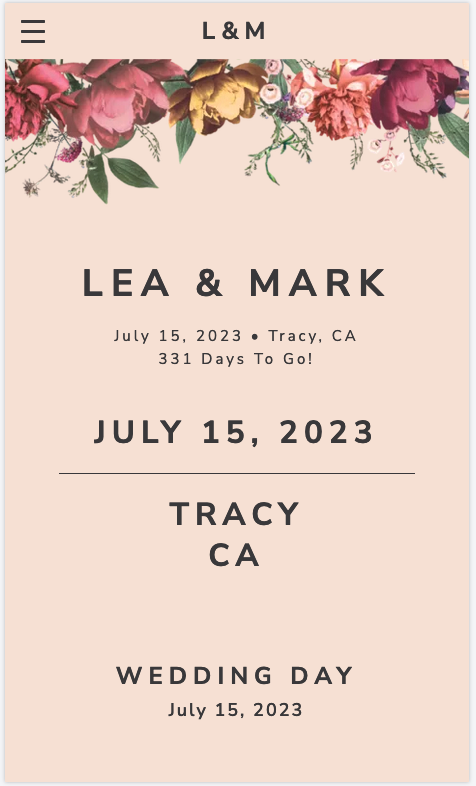 L & M
LEA & MARK
July 15, 2023 • Tracy, CA
331 Days To Go!
JULY 15, 2023
TRACY
CA
WEDDING DAY
July 15, 2023